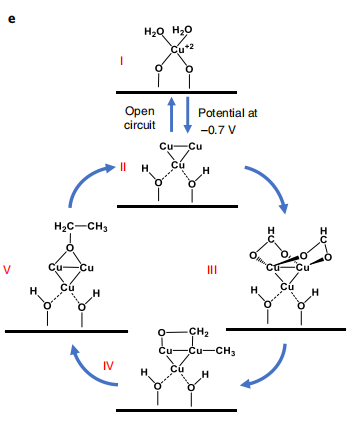 e
H₂O H₂O
Cu⁺²
I
O O
Open circuit
Potential at −0.7 V
Cu Cu
II
Cu
H H
O O
H₂C—CH₃
O
V
Cu Cu
Cu
H H
O O
H H
C C
O O O O
III
Cu Cu
Cu
H H
O O
O CH₂
IV
Cu Cu—CH₃
Cu
H H
O O